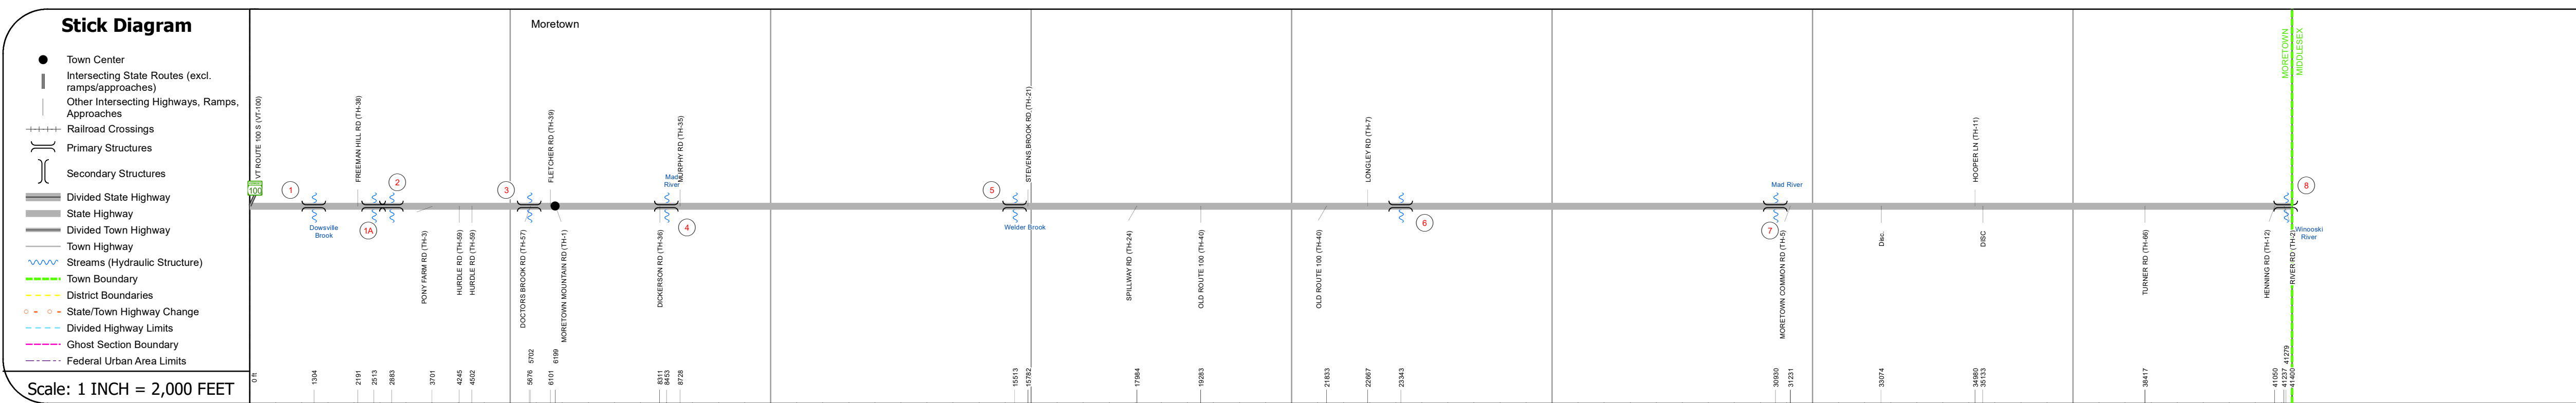 Stick Diagram
Town Center
Intersecting State Routes (excl.
ramps/approaches)
Other Intersecting Highways, Ramps,
Approaches
Railroad Crossings
Primary Structures
Secondary Structures
Divided State Highway
State Highway
Divided Town Highway
Town Highway
Streams (Hydraulic Structure)
Town Boundary
District Boundaries
State/Town Highway Change
Divided Highway Limits
Ghost Section Boundary
Federal Urban Area Limits
Scale: 1 INCH = 2,000 FEET
Moretown
MORETOWN
MIDDLESEX
VT ROUTE 100 S (VT-100)
FREEMAN HILL RD (TH-38)
FLETCHER RD (TH-39)
MURPHY RD (TH-35)
STEVENS BROOK RD (TH-21)
LONGLEY RD (TH-7)
HOOPER LN (TH-11)
100
1
2
3
Mad
River
5
Mad River
8
Dowsville
Brook
1A
4
Welder Brook
6
7
Winooski
River
PONY FARM RD (TH-3)
HURDLE RD (TH-59)
HURDLE RD (TH-59)
DOCTORS BROOK RD (TH-57)
MORETOWN MOUNTAIN RD (TH-1)
DICKERSON RD (TH-36)
SPILLWAY RD (TH-24)
OLD ROUTE 100 (TH-40)
OLD ROUTE 100 (TH-40)
MORETOWN COMMON RD (TH-5)
Disc.
DISC
TURNER RD (TH-66)
HENNING RD (TH-12)
RIVER RD (TH-2)
0 ft
1304
2191
2513
2883
3701
4245
4502
5676
5702
6101
6199
8311
8453
8728
15513
15782
17984
19283
21833
22667
23343
30930
31231
33074
34980
35133
38417
41050
41237
41279
41400